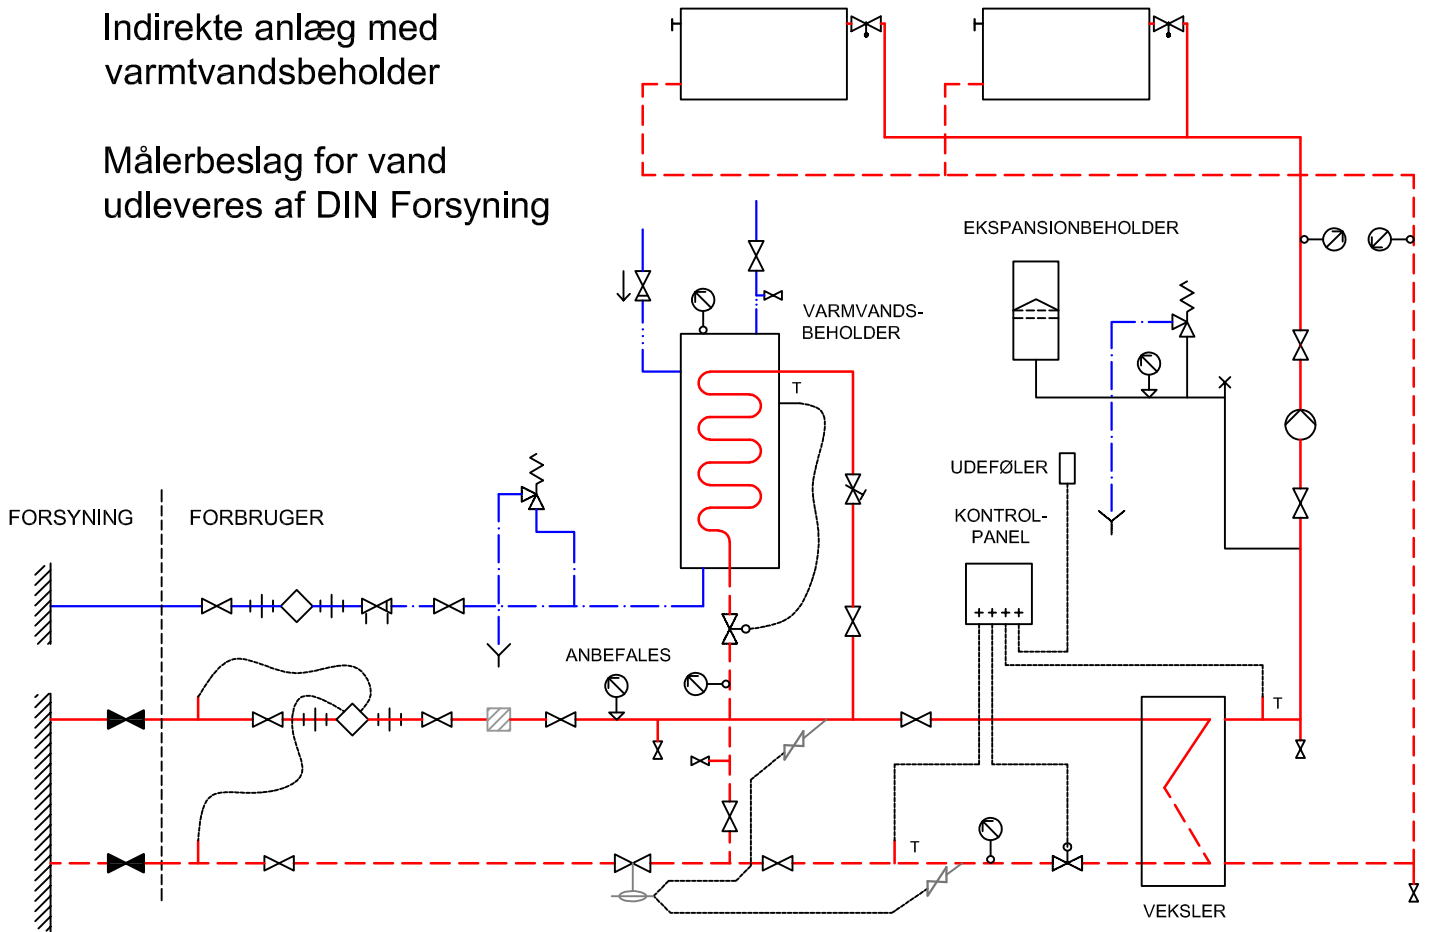 Indirekte anlæg med
varmtvandsbeholder
Målerbeslag for vand
udleveres af DIN Forsyning
EKSPANSIONBEHOLDER
VARMVANDS-
BEHOLDER
T
UDEFØLER
FORSYNING
FORBRUGER
KONTROL-
PANEL
ANBEFALES
T
T
VEKSLER